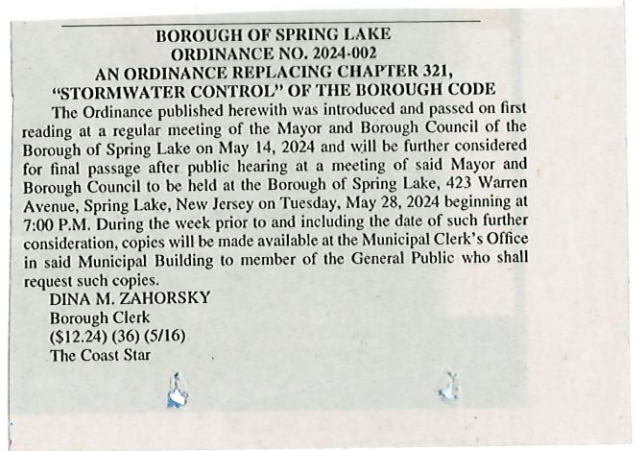 BOROUGH OF SPRING LAKE
ORDINANCE NO. 2024-002
AN ORDINANCE REPLACING CHAPTER 321,
“STORMWATER CONTROL” OF THE BOROUGH CODE
The Ordinance published herewith was introduced and passed on first
reading at a regular meeting of the Mayor and Borough Council of the
Borough of Spring Lake on May 14, 2024 and will be further considered
for final passage after public hearing at a meeting of said Mayor and
Borough Council to be held at the Borough of Spring Lake, 423 Warren
Avenue, Spring Lake, New Jersey on Tuesday, May 28, 2024 beginning at
7:00 P.M. During the week prior to and including the date of such further
consideration, copies will be made available at the Municipal Clerk's Office
in said Municipal Building to member of the General Public who shall
request such copies.
DINA M. ZAHORSKY
Borough Clerk
($12.24) (36) (5/16)
The Coast Star